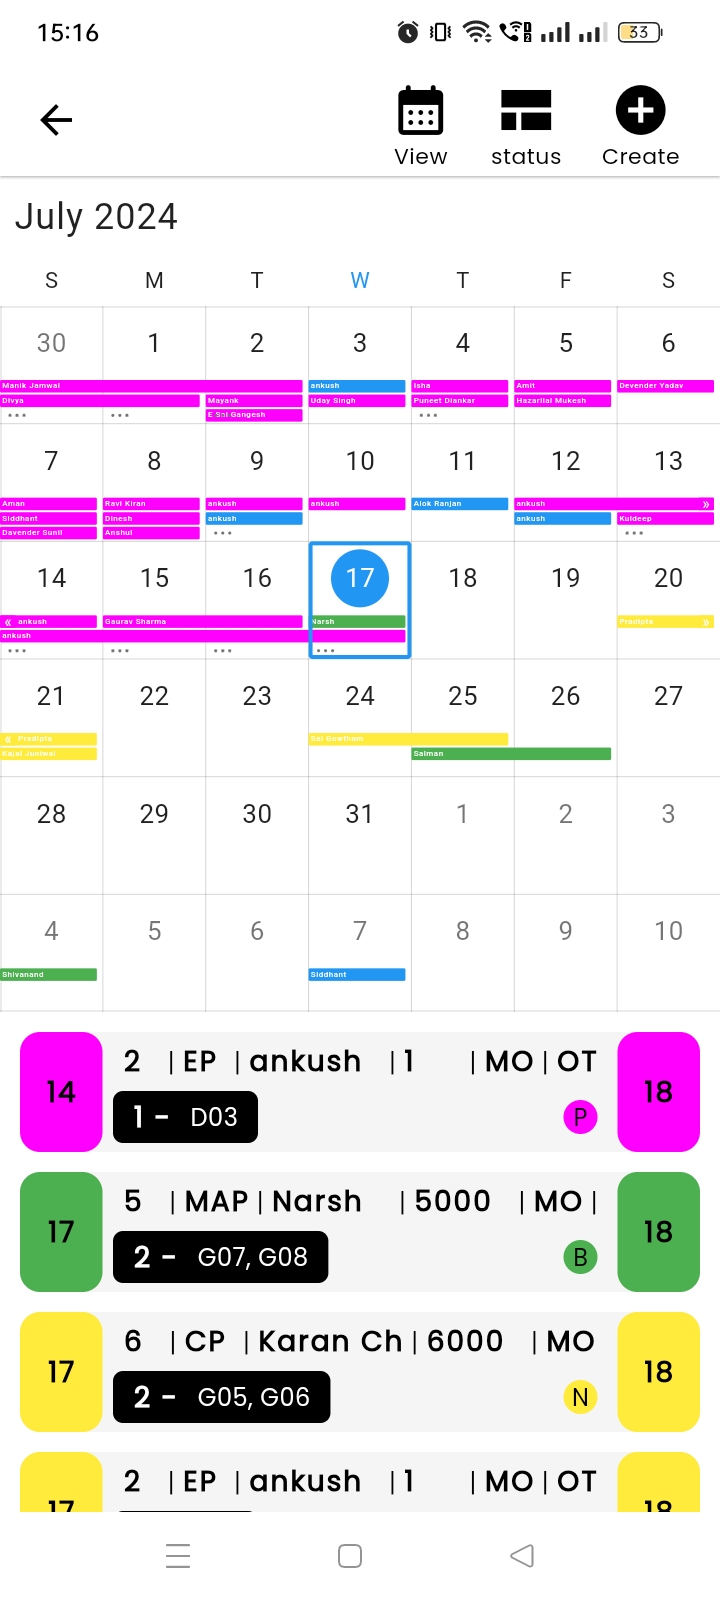 15:16 33
View status Create
July 2024
S M T W T F S
30 1 2 3 4 5 6
Manik Jamwal ankush Isha Amit Devender Yadav
Divya Mayank Uday Singh Puneet Diankar Hazarilal Mukesh
E Sai Gangesh
7 8 9 10 11 12 13
Aman Ravi Kiran ankush ankush Alok Ranjan ankush »
Siddhant Dinesh ankush ankush Kuldeep
Davender Sunil Anshul
14 15 16 17 18 19 20
« ankush Gaurav Sharma Narsh Pradipta »
ankush
21 22 23 24 25 26 27
« Pradipta Sai Gowtham
Kajal Juniwal Salman
28 29 30 31 1 2 3
4 5 6 7 8 9 10
Shivanand Siddhant
14 2 | EP | ankush | 1 | MO | OT 18
1 - D03 P
17 5 | MAP | Narsh | 5000 | MO | 18
2 - G07, G08 B
17 6 | CP | Karan Ch | 6000 | MO 18
2 - G05, G06 N
17 2 | EP | ankush | 1 | MO | OT 18